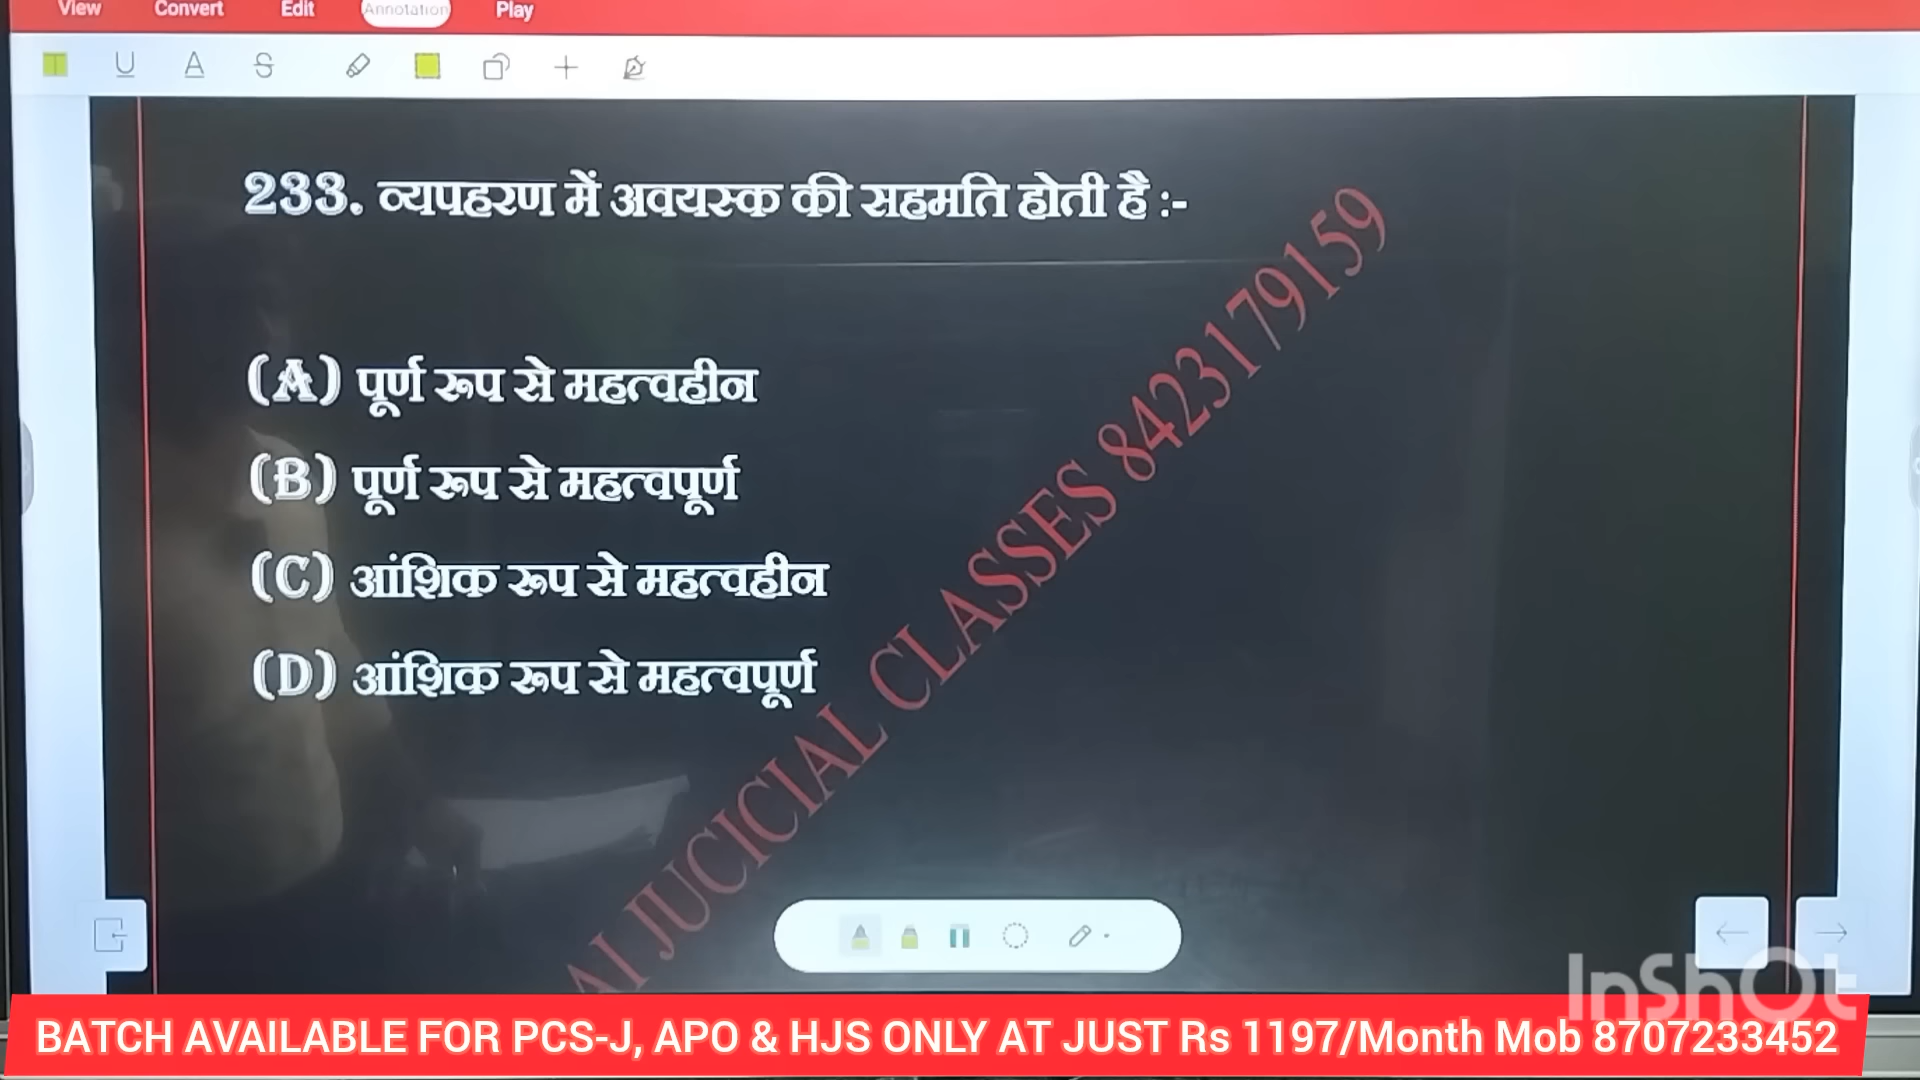 View Convert Edit Annotation Play
233. व्यपहरण में अवयस्क की सहमति होती है :-
(A) पूर्ण रूप से महत्वहीन
(B) पूर्ण रूप से महत्वपूर्ण
(C) आंशिक रूप से महत्वहीन
(D) आंशिक रूप से महत्वपूर्ण
AI JUCICIAL CLASSES 8423179159
InShOt
BATCH AVAILABLE FOR PCS-J, APO & HJS ONLY AT JUST Rs 1197/Month Mob 8707233452